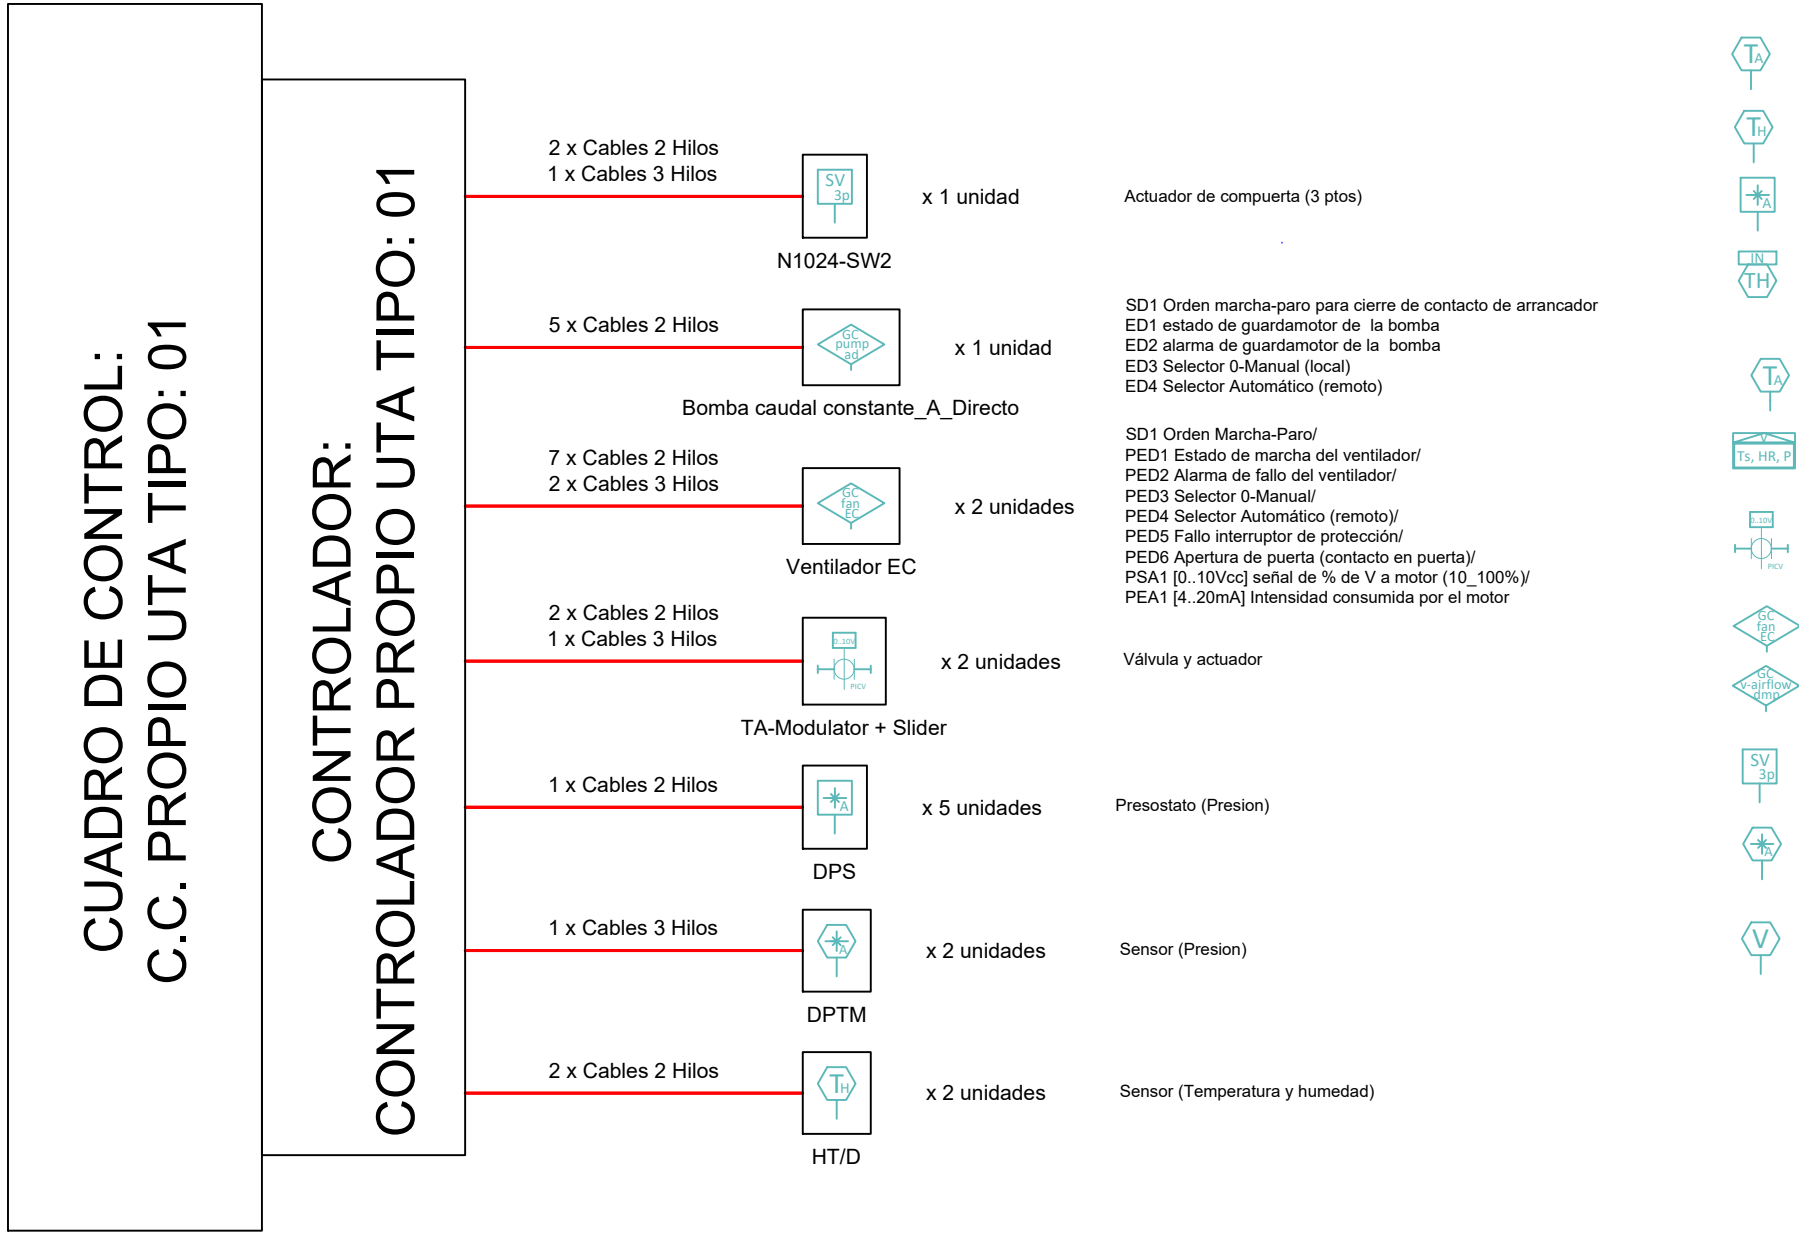 CUADRO DE CONTROL:
C.C. PROPIO UTA TIPO: 01
CONTROLADOR:
CONTROLADOR PROPIO UTA TIPO: 01
2 x Cables 2 Hilos
1 x Cables 3 Hilos
SV
3p
N1024-SW2
x 1 unidad
Actuador de compuerta (3 ptos)
5 x Cables 2 Hilos
GC
pump
ad
Bomba caudal constante_A_Directo
x 1 unidad
SD1 Orden marcha-paro para cierre de contacto de arrancador
ED1 estado de guardamotor de  la bomba
ED2 alarma de guardamotor de la  bomba
ED3 Selector 0-Manual (local)
ED4 Selector Automático (remoto)
7 x Cables 2 Hilos
2 x Cables 3 Hilos
GC
fan
EC
Ventilador EC
x 2 unidades
SD1 Orden Marcha-Paro/
PED1 Estado de marcha del ventilador/
PED2 Alarma de fallo del ventilador/
PED3 Selector 0-Manual/
PED4 Selector Automático (remoto)/
PED5 Fallo interruptor de protección/
PED6 Apertura de puerta (contacto en puerta)/
PSA1 [0..10Vcc] señal de % de V a motor (10_100%)/
PEA1 [4..20mA] Intensidad consumida por el motor
2 x Cables 2 Hilos
1 x Cables 3 Hilos
0..10V
PICV
TA-Modulator + Slider
x 2 unidades
Válvula y actuador
1 x Cables 2 Hilos
A
DPS
x 5 unidades
Presostato (Presion)
1 x Cables 3 Hilos
A
DPTM
x 2 unidades
Sensor (Presion)
2 x Cables 2 Hilos
TH
HT/D
x 2 unidades
Sensor (Temperatura y humedad)
TA
TH
A
IN
TH
TA
V
Ts, HR, P
0..10V
PICV
GC
fan
EC
GC
v-airflow
dmp
SV
3p
A
V